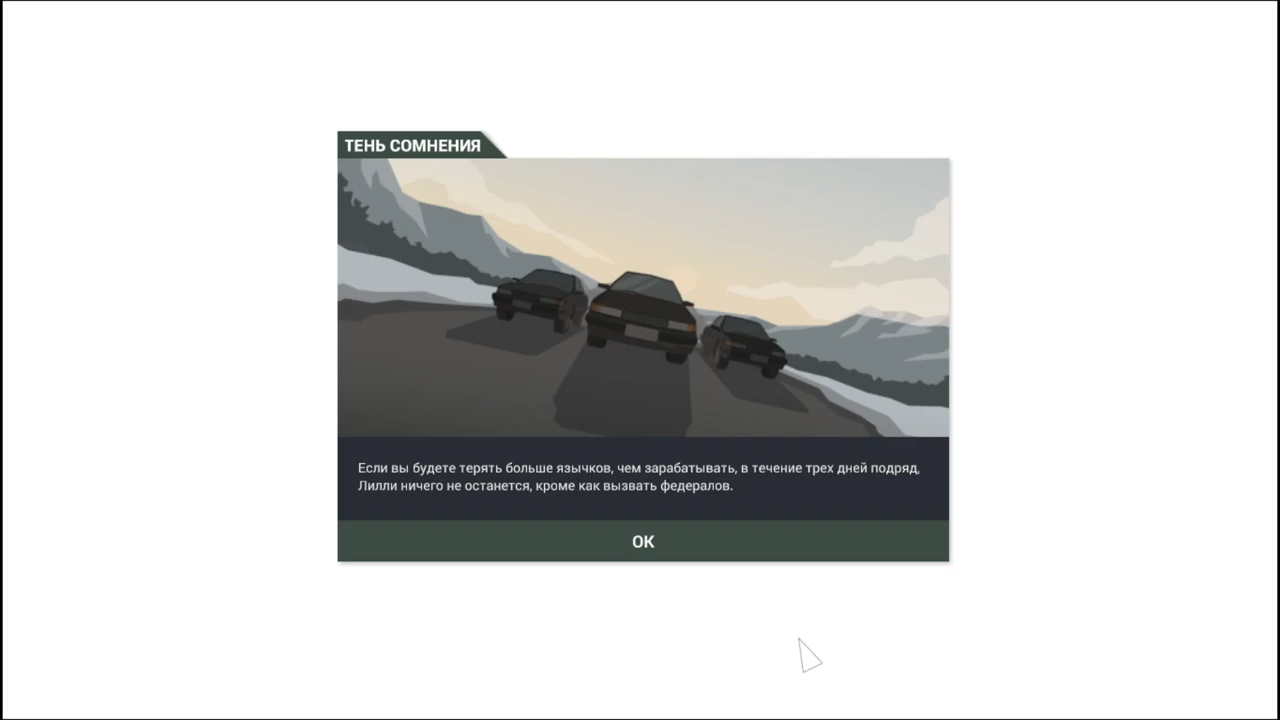 ТЕНЬ СОМНЕНИЯ
Если вы будете терять больше язычков, чем зарабатывать, в течение трех дней подряд,
Лилли ничего не останется, кроме как вызвать федералов.
ОК